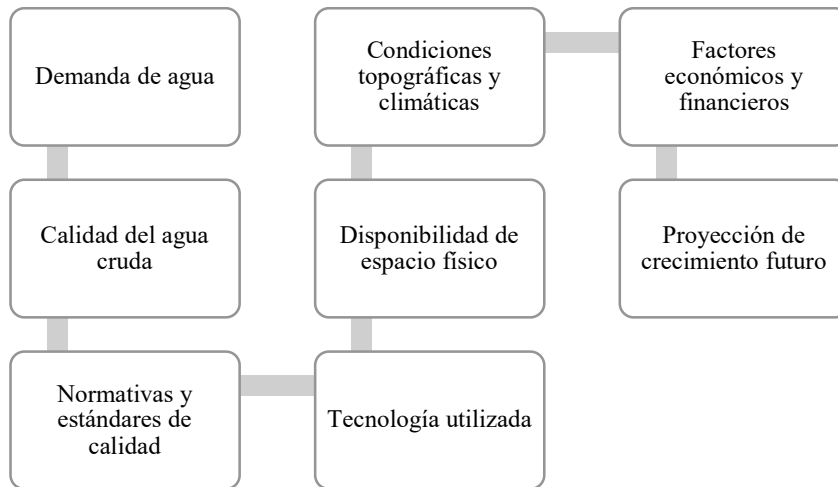 Demanda de agua
Calidad del agua
cruda
Normativas y
estándares de
calidad
Tecnología utilizada
Disponibilidad de
espacio físico
Condiciones
topográficas y
climáticas
Factores
económicos y
financieros
Proyección de
crecimiento futuro